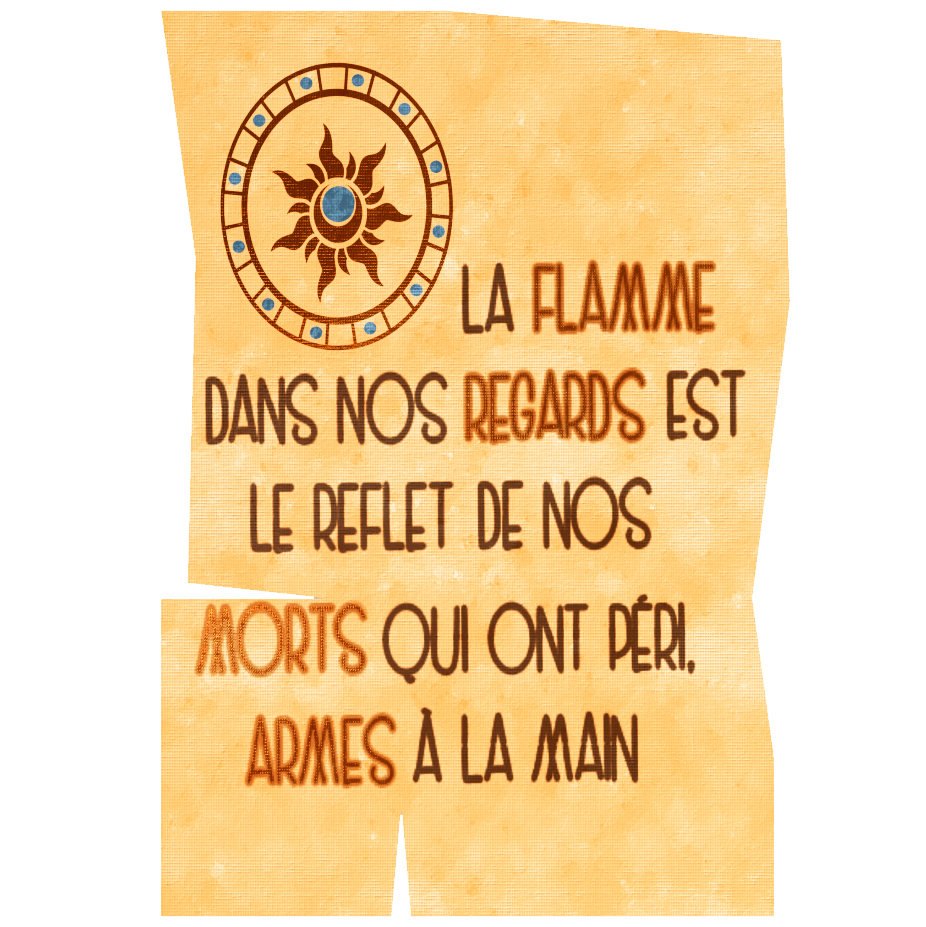 LA FLAMME
DANS NOS REGARDS EST
LE REFLET DE NOS
MORTS QUI ONT PÉRI,
ARMES À LA MAIN